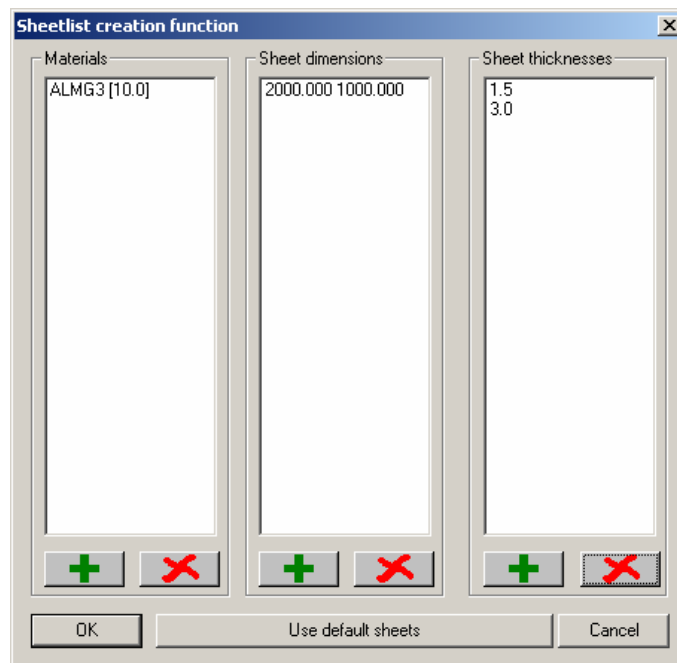 Sheetlist creation function
Materials
ALMG3 [10.0]
Sheet dimensions
2000.000 1000.000
Sheet thicknesses
1.5
3.0
OK
Use default sheets
Cancel